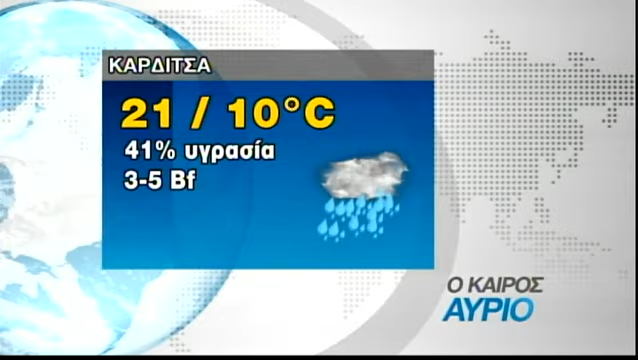 ΚΑΡΔΙΤΣΑ
21 / 10°C
41% υγρασία
3-5 Bf
Ο ΚΑΙΡΟΣ
ΑΥΡΙΟ